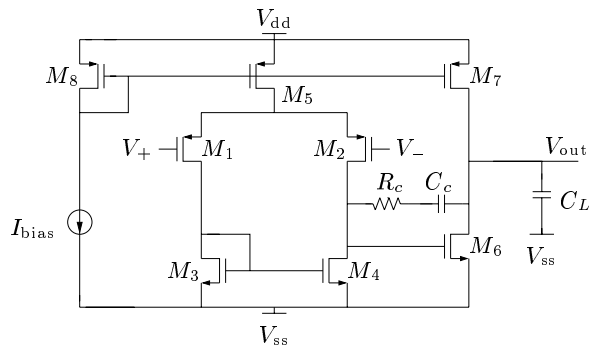 V_dd
M_8
M_5
M_7
V_+
M_1
M_2
V_−
V_out
R_c
C_c
C_L
I_bias
M_3
M_4
M_6
V_ss
V_ss